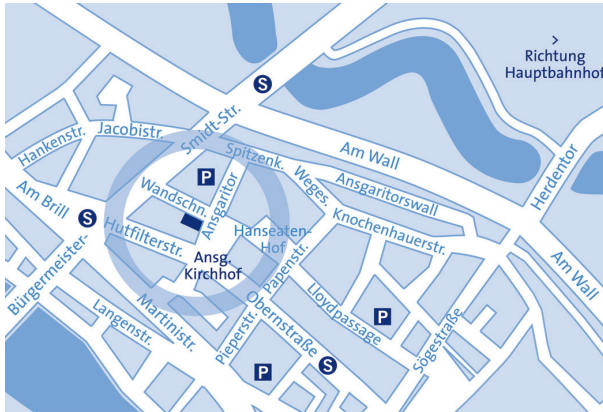 >
Richtung
Hauptbahnhof
S
Smidt-Str.
Jacobistr.
Hankenstr.
Am Wall
Spitzenk.
P
Weges.
Ansgaritorswall
Herdentor
Wandschn.
Am Brill
S
Ansgaritor
Knochenhauerstr.
Hutfilterstr.
Hanseaten-
Hof
Am Wall
Ansg.
Kirchhof
Bürgermeister-
Papenstr.
Langenstr.
Martinistr.
Obernstraße
Lloydpassage
P
Sögestraße
Pieperstr.
S
P